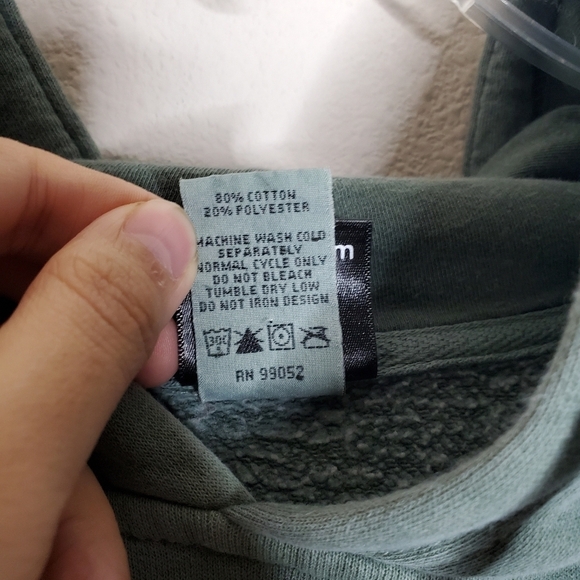 80% COTTON
20% POLYESTER
MACHINE WASH COLD
SEPARATELY
NORMAL CYCLE ONLY
DO NOT BLEACH
TUMBLE DRY LOW
DO NOT IRON DESIGN
30C
RN 99052
m